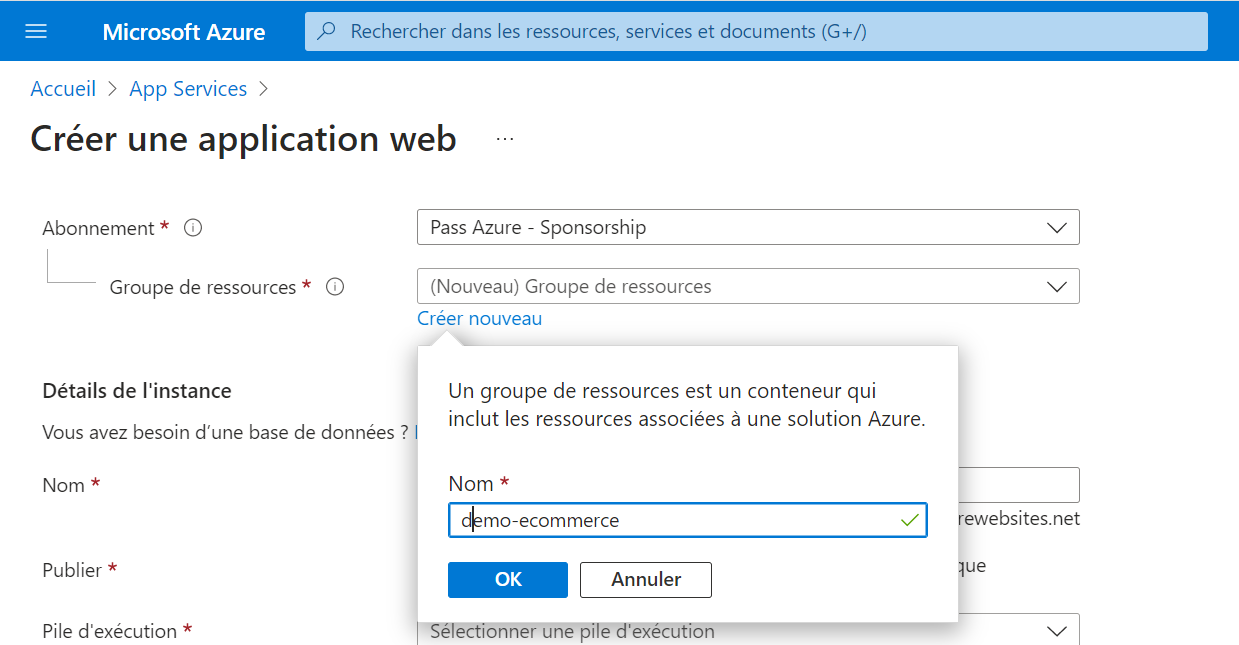 Microsoft Azure
Rechercher dans les ressources, services et documents (G+/)
Accueil > App Services >
Créer une application web ...
Abonnement *
Pass Azure - Sponsorship
Groupe de ressources *
(Nouveau) Groupe de ressources
Créer nouveau
Un groupe de ressources est un conteneur qui
inclut les ressources associées à une solution Azure.
Nom *
demo-ecommerce
OK
Annuler
Détails de l'instance
Vous avez besoin d’une base de données ?
Nom *
rewebsites.net
Publier *
que
Pile d'exécution *
Sélectionner une pile d'exécution